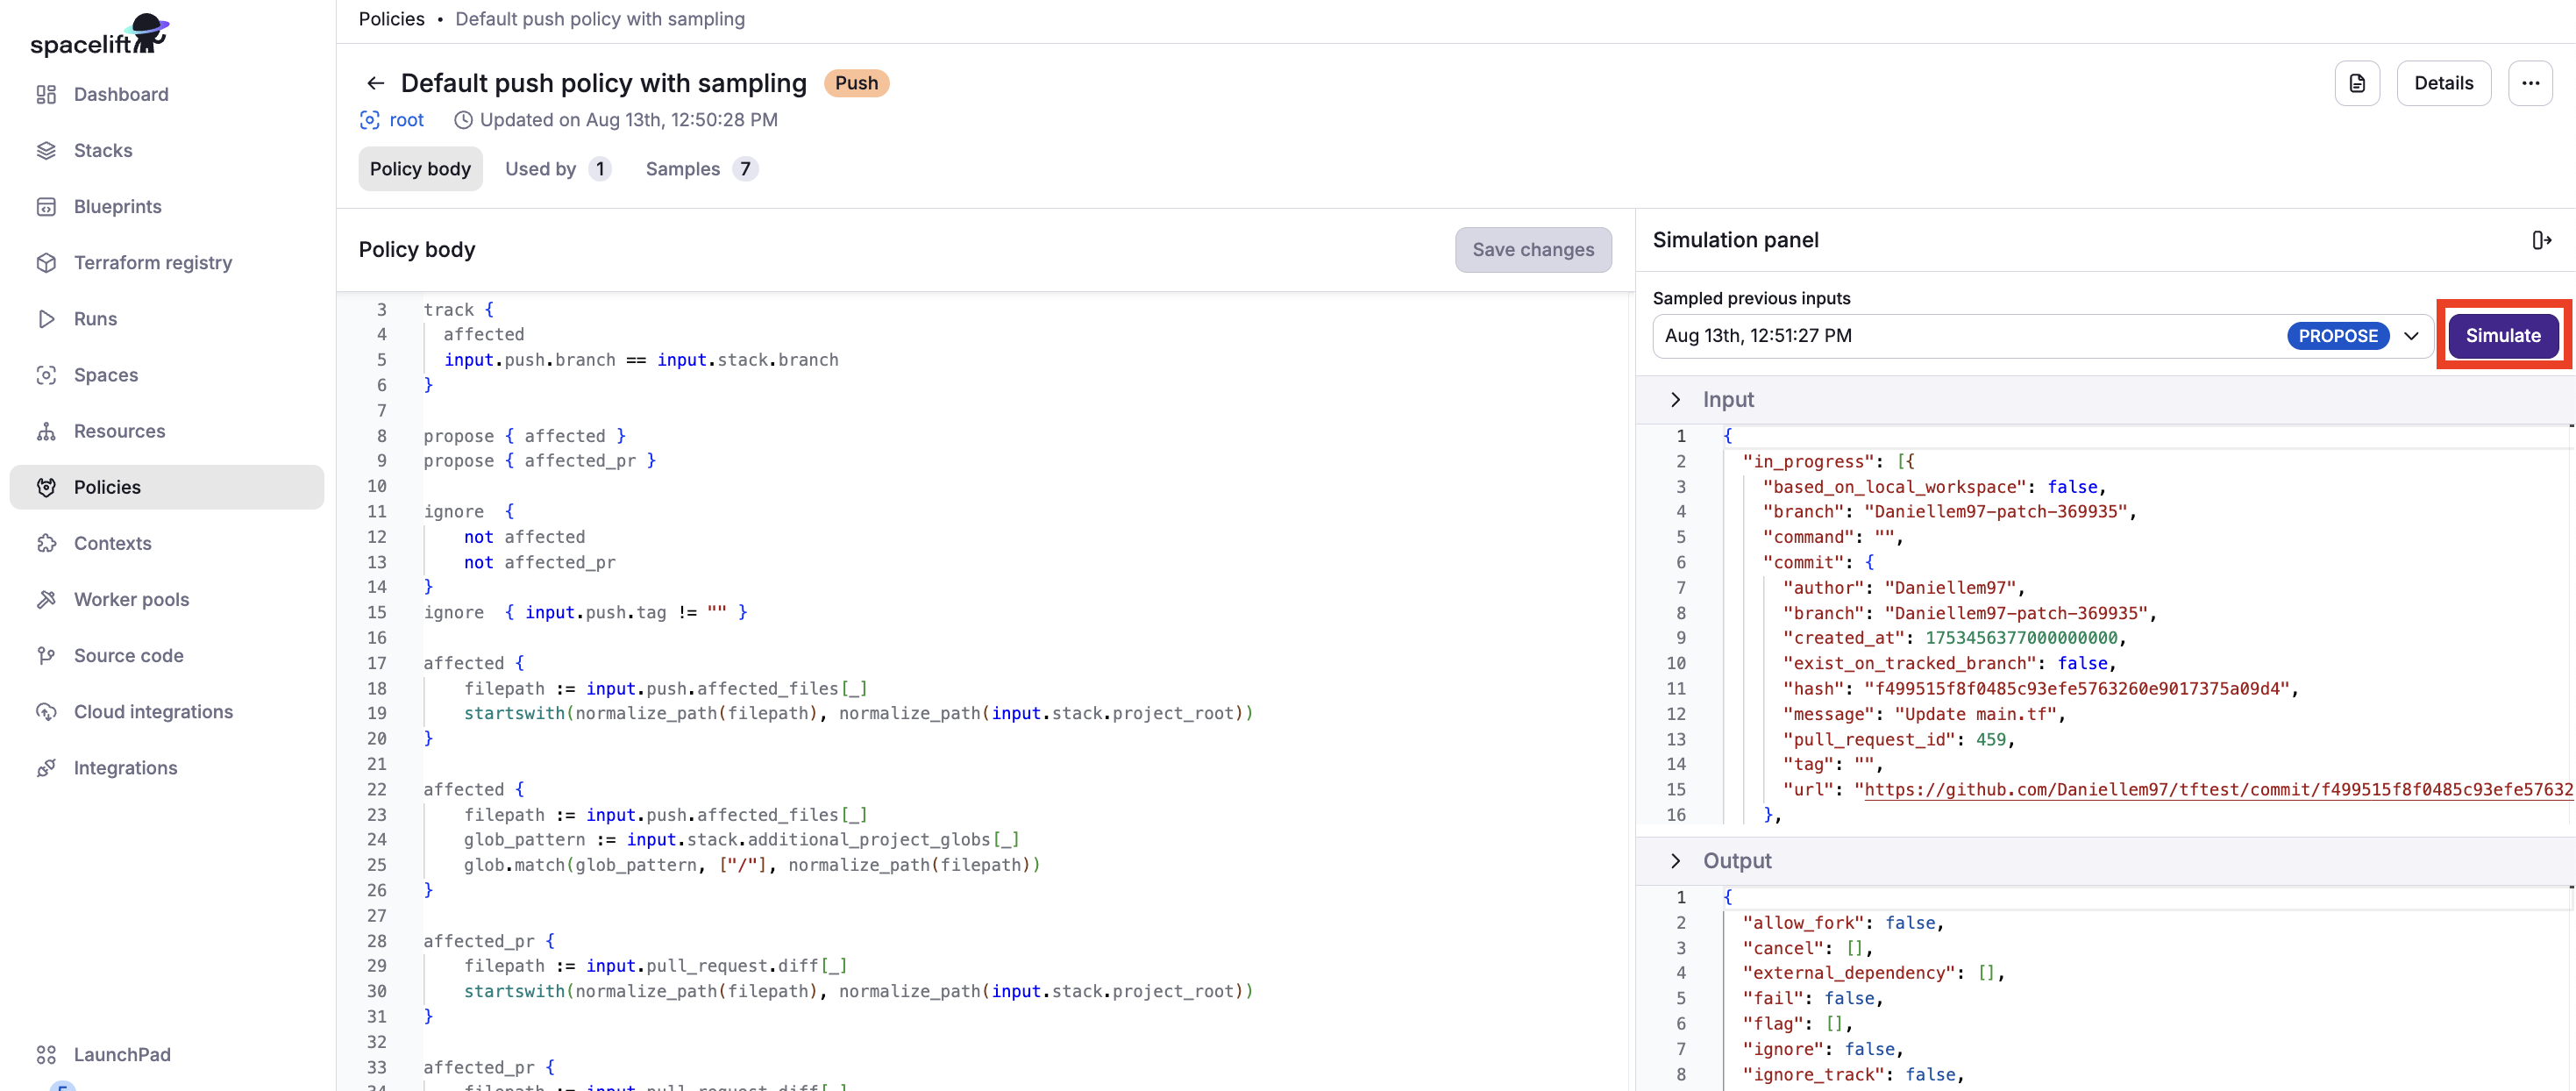 spacelift
Dashboard
Stacks
Blueprints
Terraform registry
Runs
Spaces
Resources
Policies
Contexts
Worker pools
Source code
Cloud integrations
Integrations
LaunchPad
Policies • Default push policy with sampling
← Default push policy with sampling Push
root Updated on Aug 13th, 12:50:28 PM
Details
Policy body Used by 1 Samples 7
Policy body
Save changes
3 track {
4 affected
5 input.push.branch == input.stack.branch
6 }
7
8 propose { affected }
9 propose { affected_pr }
10
11 ignore  {
12 not affected
13 not affected_pr
14 }
15 ignore  { input.push.tag != "" }
16
17 affected {
18 filepath := input.push.affected_files[_]
19 startswith(normalize_path(filepath), normalize_path(input.stack.project_root))
20 }
21
22 affected {
23 filepath := input.push.affected_files[_]
24 glob_pattern := input.stack.additional_project_globs[_]
25 glob.match(glob_pattern, ["/"], normalize_path(filepath))
26 }
27
28 affected_pr {
29 filepath := input.pull_request.diff[_]
30 startswith(normalize_path(filepath), normalize_path(input.stack.project_root))
31 }
32
33 affected_pr {
34 filepath := input.pull_request.diff[_]
Simulation panel
Sampled previous inputs
Aug 13th, 12:51:27 PM PROPOSE
Simulate
Input
1 {
2 "in_progress": [{
3 "based_on_local_workspace": false,
4 "branch": "Daniellem97-patch-369935",
5 "command": "",
6 "commit": {
7 "author": "Daniellem97",
8 "branch": "Daniellem97-patch-369935",
9 "created_at": 1753456377000000000,
10 "exist_on_tracked_branch": false,
11 "hash": "f499515f8f0485c93efe5763260e9017375a09d4",
12 "message": "Update main.tf",
13 "pull_request_id": 459,
14 "tag": "",
15 "url": "https://github.com/Daniellem97/tftest/commit/f499515f8f0485c93efe57632
16 },
Output
1 {
2 "allow_fork": false,
3 "cancel": [],
4 "external_dependency": [],
5 "fail": false,
6 "flag": [],
7 "ignore": false,
8 "ignore_track": false,